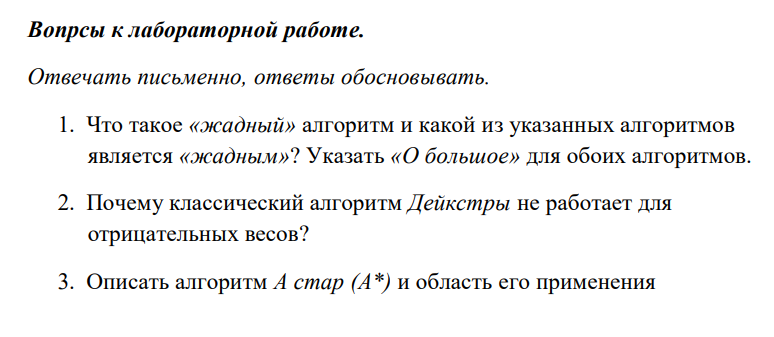 Вопрсы к лабораторной работе.
Отвечать письменно, ответы обосновывать.
1. Что такое «жадный» алгоритм и какой из указанных алгоритмов
является «жадным»? Указать «О большое» для обоих алгоритмов.
2. Почему классический алгоритм Дейкстры не работает для
отрицательных весов?
3. Описать алгоритм А стар (А*) и область его применения